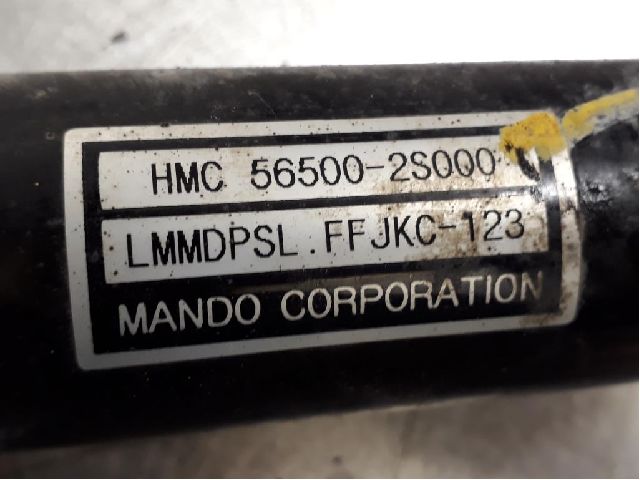 HMC 56500-2S000
LMMDPSL.FFJKC-123
MANDO CORPORATION